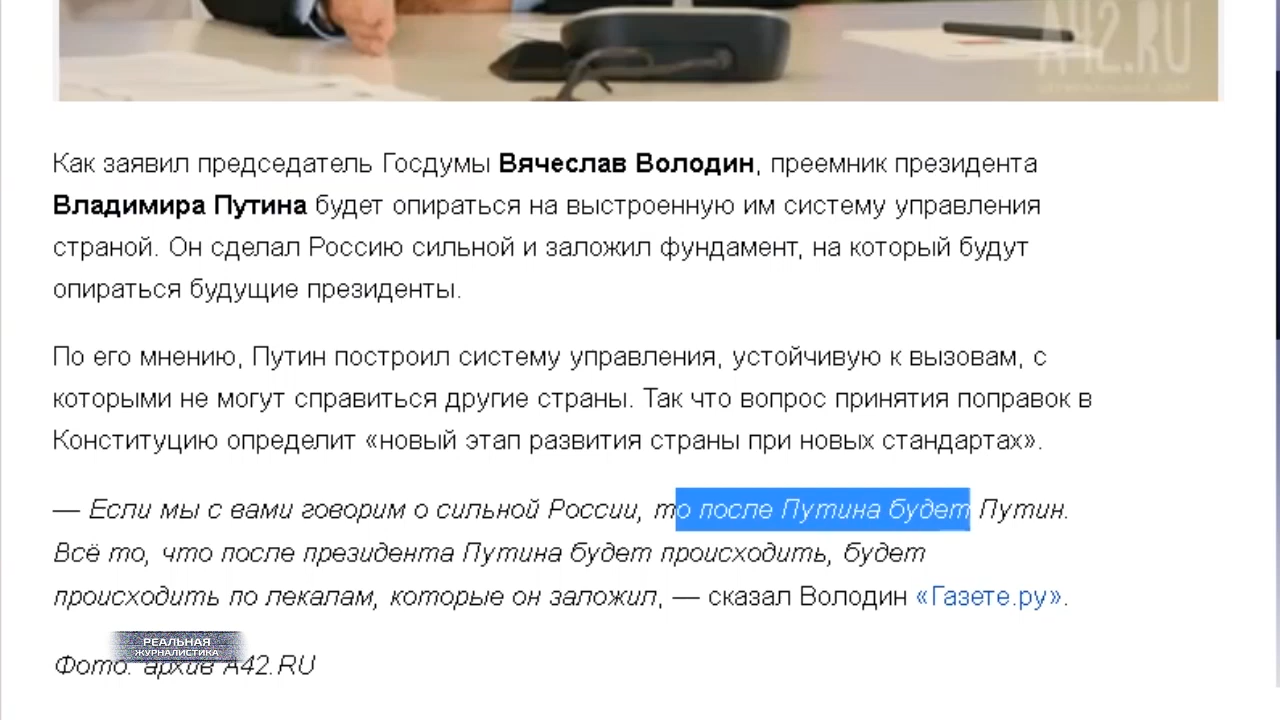 A42.RU
Как заявил председатель Госдумы Вячеслав Володин, преемник президента
Владимира Путина будет опираться на выстроенную им систему управления
страной. Он сделал Россию сильной и заложил фундамент, на который будут
опираться будущие президенты.
По его мнению, Путин построил систему управления, устойчивую к вызовам, с
которыми не могут справиться другие страны. Так что вопрос принятия поправок в
Конституцию определит «новый этап развития страны при новых стандартах».
— Если мы с вами говорим о сильной России, то после Путина будет Путин.
Всё то, что после президента Путина будет происходить, будет
происходить по лекалам, которые он заложил, — сказал Володин «Газете.ру».
РЕАЛЬНАЯ
ЖУРНАЛИСТИКА
Фото: архив A42.RU